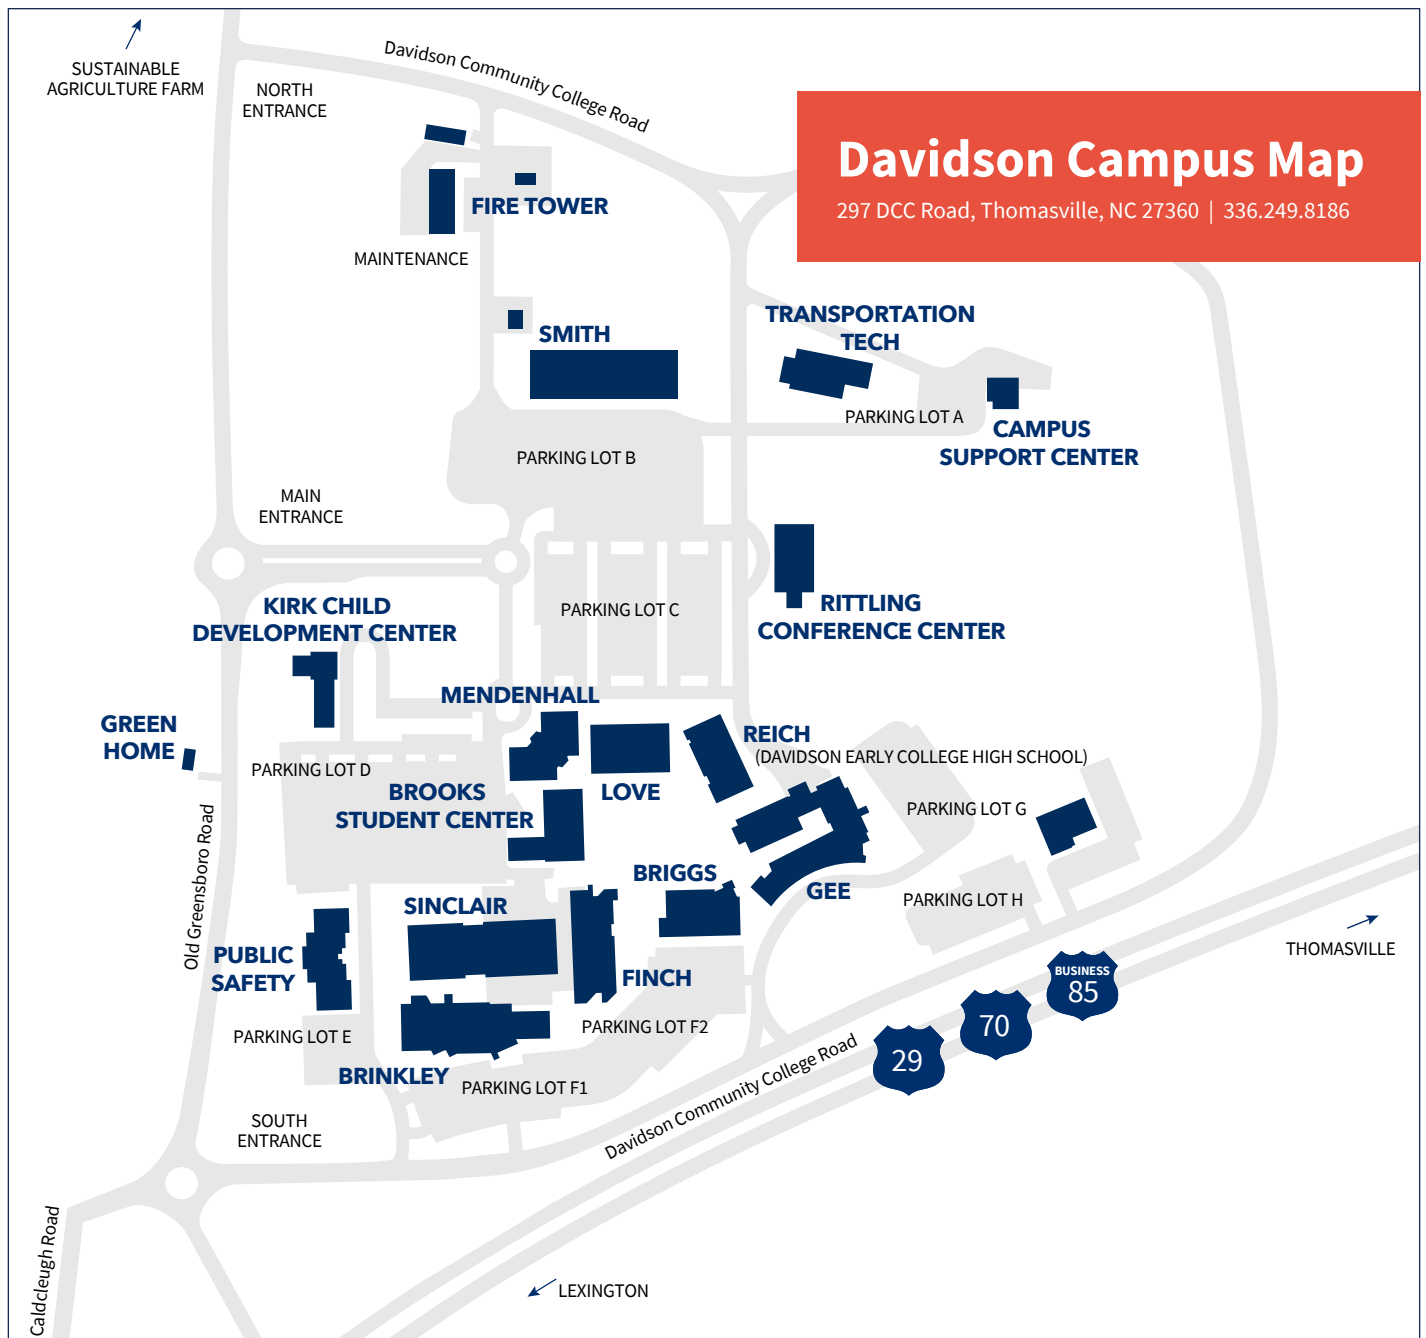 SUSTAINABLE
AGRICULTURE FARM
NORTH
ENTRANCE
Davidson Community College Road
Davidson Campus Map
297 DCC Road, Thomasville, NC 27360 | 336.249.8186
FIRE TOWER
MAINTENANCE
SMITH
TRANSPORTATION
TECH
PARKING LOT A
CAMPUS
SUPPORT CENTER
PARKING LOT B
MAIN
ENTRANCE
KIRK CHILD
DEVELOPMENT CENTER
PARKING LOT C
RITTLING
CONFERENCE CENTER
MENDENHALL
GREEN
HOME
REICH
(DAVIDSON EARLY COLLEGE HIGH SCHOOL)
PARKING LOT D
BROOKS
STUDENT CENTER
LOVE
PARKING LOT G
Old Greensboro Road
BRIGGS
GEE
PARKING LOT H
SINCLAIR
PUBLIC
SAFETY
FINCH
THOMASVILLE
BUSINESS
85
70
29
PARKING LOT E
PARKING LOT F2
BRINKLEY
PARKING LOT F1
Davidson Community College Road
SOUTH
ENTRANCE
Caldcleugh Road
LEXINGTON